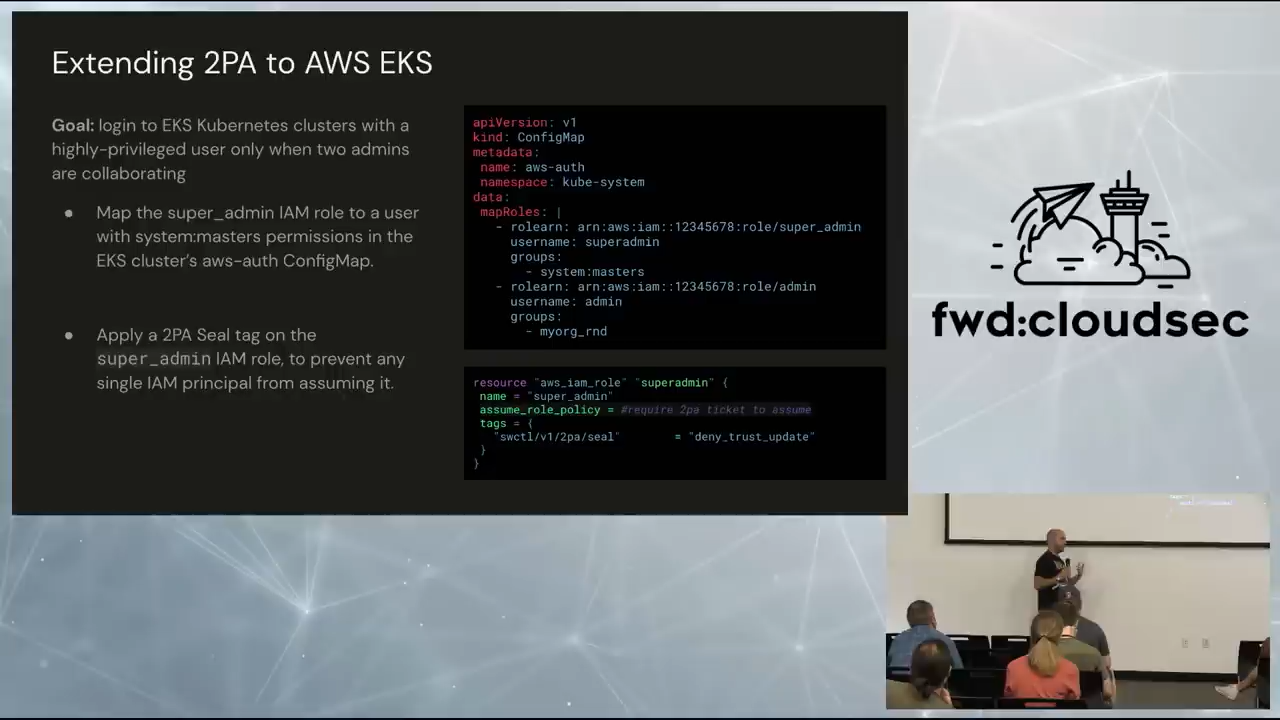 Extending 2PA to AWS EKS
Goal: login to EKS Kubernetes clusters with a
highly-privileged user only when two admins
are collaborating
● Map the super_admin IAM role to a user
with system:masters permissions in the
EKS cluster's aws-auth ConfigMap.
● Apply a 2PA Seal tag on the
super_admin IAM role, to prevent any
single IAM principal from assuming it.
apiVersion: v1
kind: ConfigMap
metadata:
name: aws-auth
namespace: kube-system
data:
mapRoles: |
- rolearn: arn:aws:iam::12345678:role/super_admin
username: superadmin
groups:
- system:masters
- rolearn: arn:aws:iam::12345678:role/admin
username: admin
groups:
- myorg_rnd
resource "aws_iam_role" "superadmin" {
name = "super_admin"
assume_role_policy = #require 2pa ticket to assume
tags = {
"swctl/v1/2pa/seal" = "deny_trust_update"
}
}
fwd:cloudsec